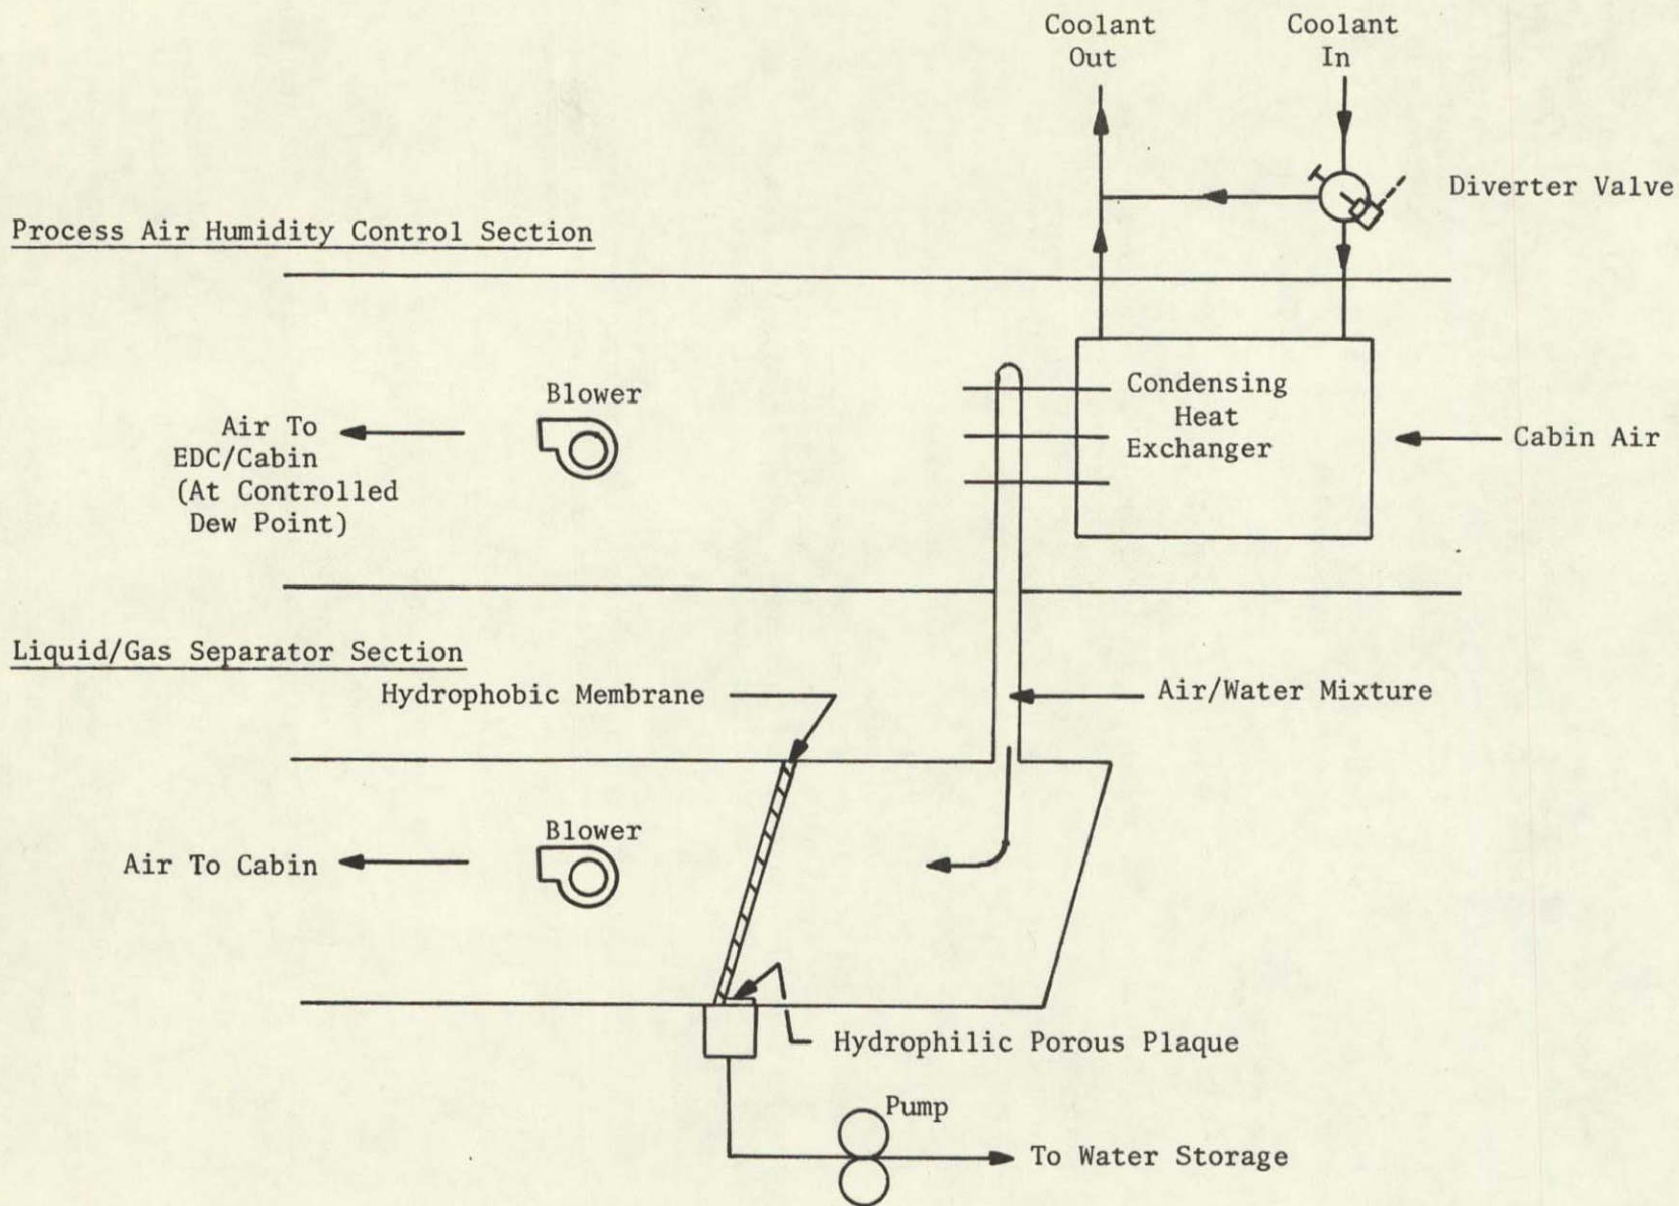 Coolant
Out
Coolant
In
Diverter Valve
Process Air Humidity Control Section
Condensing
Heat
Exchanger
Blower
Air To
EDC/Cabin
(At Controlled
Dew Point)
Cabin Air
Liquid/Gas Separator Section
Hydrophobic Membrane
Air/Water Mixture
Blower
Air To Cabin
Hydrophilic Porous Plaque
Pump
To Water Storage